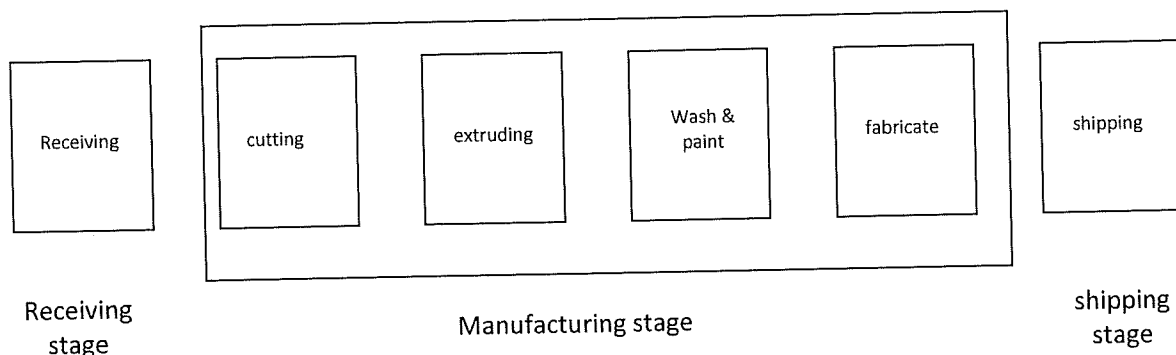 Receiving
cutting
extruding
Wash &
paint
fabricate
shipping
Receiving
stage
Manufacturing stage
shipping
stage